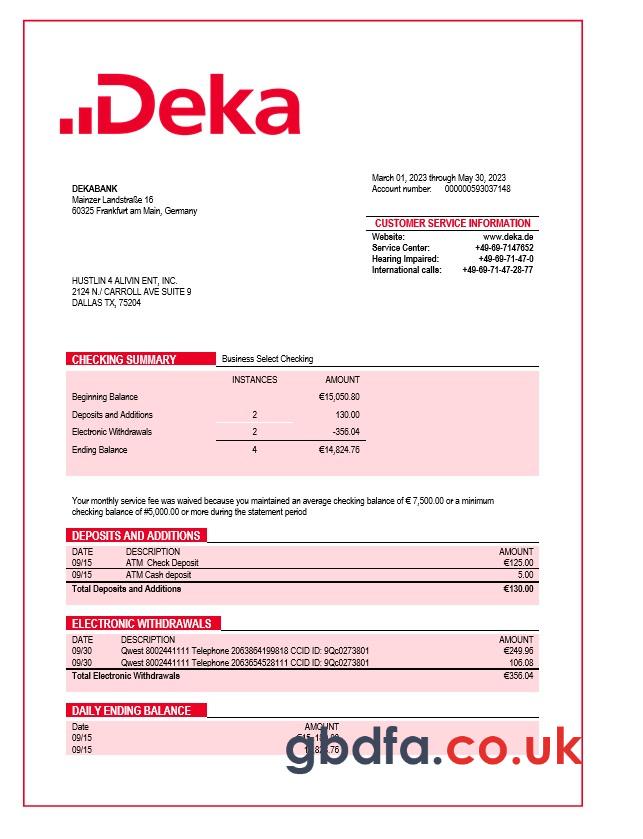 Deka
March 01, 2023 through May 30, 2023
Account number: 000000593037148
DEKABANK
Mainzer Landstraße 16
60325 Frankfurt am Main, Germany
CUSTOMER SERVICE INFORMATION
Website: www.deka.de
Service Center: +49-69-7147652
Hearing Impaired: +49-69-71-47-0
International calls: +49-69-71-47-28-77
HUSTLIN 4 ALIVIN ENT, INC.
2124 N./ CARROLL AVE SUITE 9
DALLAS TX, 75204
CHECKING SUMMARY Business Select Checking
INSTANCES AMOUNT
Beginning Balance €15,050.80
Deposits and Additions 2 130.00
Electronic Withdrawals 2 -356.04
Ending Balance 4 €14,824.76
Your monthly service fee was waived because you maintained an average checking balance of € 7,500.00 or a minimum
checking balance of #5,000.00 or more during the statement period
DEPOSITS AND ADDITIONS
DATE DESCRIPTION AMOUNT
09/15 ATM Check Deposit €125.00
09/15 ATM Cash deposit 5.00
Total Deposits and Additions €130.00
ELECTRONIC WITHDRAWALS
DATE DESCRIPTION AMOUNT
09/30 Qwest 8002441111 Telephone 2063864199818 CCID ID: 9Qc0273801 €249.96
09/30 Qwest 8002441111 Telephone 2063654528111 CCID ID: 9Qc0273801 106.08
Total Electronic Withdrawals €356.04
DAILY ENDING BALANCE
Date AMOUNT
09/15
09/15
gbdfa.co.uk